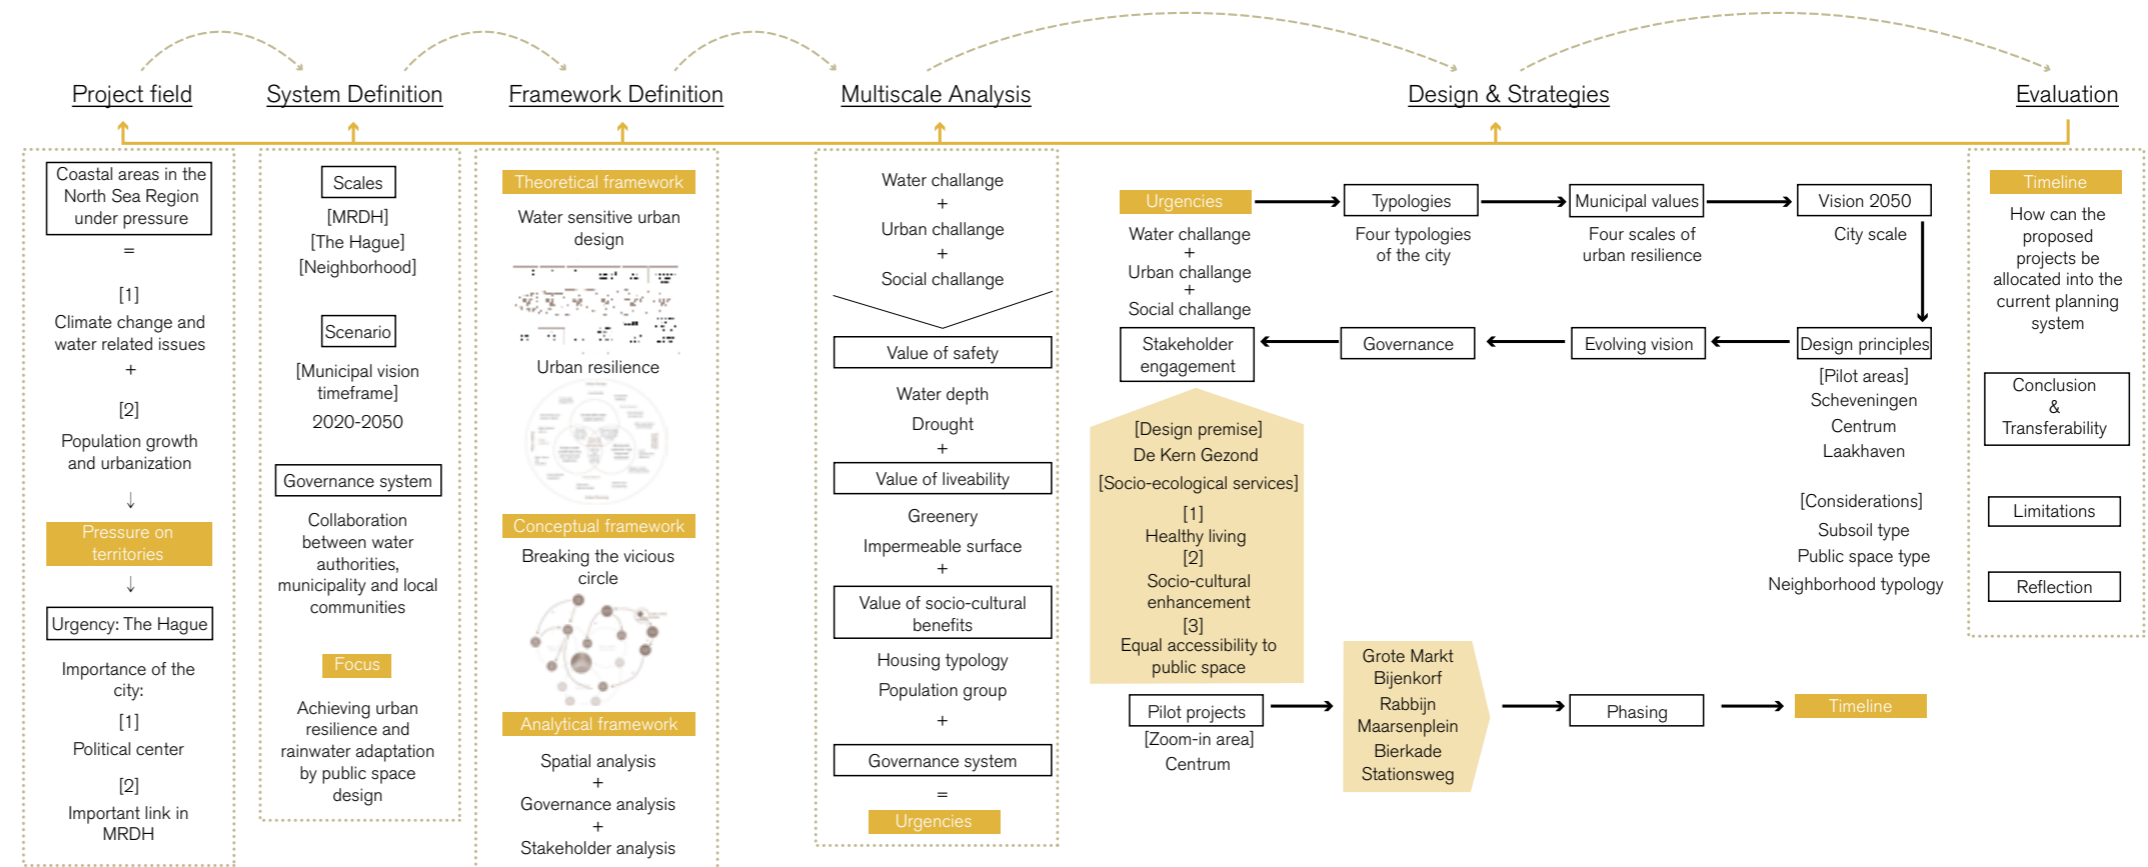 Project field
System Definition
Framework Definition
Multiscale Analysis
Design & Strategies
Evaluation
Coastal areas in the
North Sea Region
under pressure
=
[1]
Climate change and
water related issues
+
[2]
Population growth
and urbanization
↓
Pressure on
territories
↓
Urgency: The Hague
Importance of the
city:
[1]
Political center
[2]
Important link in
MRDH
Scales
[MRDH]
[The Hague]
[Neighborhood]
Scenario
[Municipal vision
timeframe]
2020-2050
Governance system
Collaboration
between water
authorities,
municipality and local
communities
Focus
Achieving urban
resilience and
rainwater adaptation
by public space
design
Theoretical framework
Water sensitive urban
design
Urban resilience
Conceptual framework
Breaking the vicious
circle
Analytical framework
Spatial analysis
+
Governance analysis
+
Stakeholder analysis
Water challange
+
Urban challange
+
Social challange
Value of safety
Water depth
Drought
+
Value of liveability
Greenery
Impermeable surface
+
Value of socio-cultural
benefits
Housing typology
Population group
+
Governance system
=
Urgencies
Urgencies
Water challange
+
Urban challange
+
Social challange
Typologies
Four typologies
of the city
Municipal values
Four scales of
urban resilience
Vision 2050
City scale
Design principles
[Pilot areas]
Scheveningen
Centrum
Laakhaven
[Considerations]
Subsoil type
Public space type
Neighborhood typology
Evolving vision
Governance
Stakeholder
engagement
[Design premise]
De Kern Gezond
[Socio-ecological services]
[1]
Healthy living
[2]
Socio-cultural
enhancement
[3]
Equal accessibility to
public space
Pilot projects
[Zoom-in area]
Centrum
Grote Markt
Bijenkorf
Rabbijn
Maarsenplein
Bierkade
Stationsweg
Phasing
Timeline
Timeline
How can the
proposed
projects be
allocated into the
current planning
system
Conclusion
&
Transferability
Limitations
Reflection